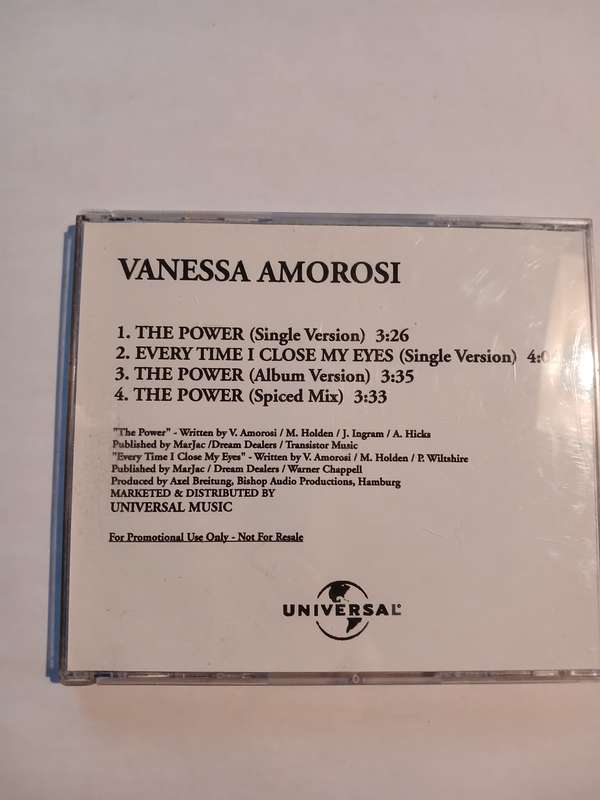 VANESSA AMOROSI
1. THE POWER (Single Version) 3:26
2. EVERY TIME I CLOSE MY EYES (Single Version)
3. THE POWER (Album Version) 3:35
4. THE POWER (Spiced Mix) 3:33
"The Power" - Written by V. Amorosi / M. Holden / J. Ingram / A. Hicks
Published by MarJac /Dream Dealers / Transistor Music
"Every Time I Close My Eyes" - Written by V. Amorosi / M. Holden / P. Wiltshire
Published by MarJac / Dream Dealers / Warner Chappell
Produced by Axel Breitung, Bishop Audio Productions, Hamburg
MARKETED & DISTRIBUTED BY
UNIVERSAL MUSIC
For Promotional Use Only - Not For Resale
UNIVERSAL